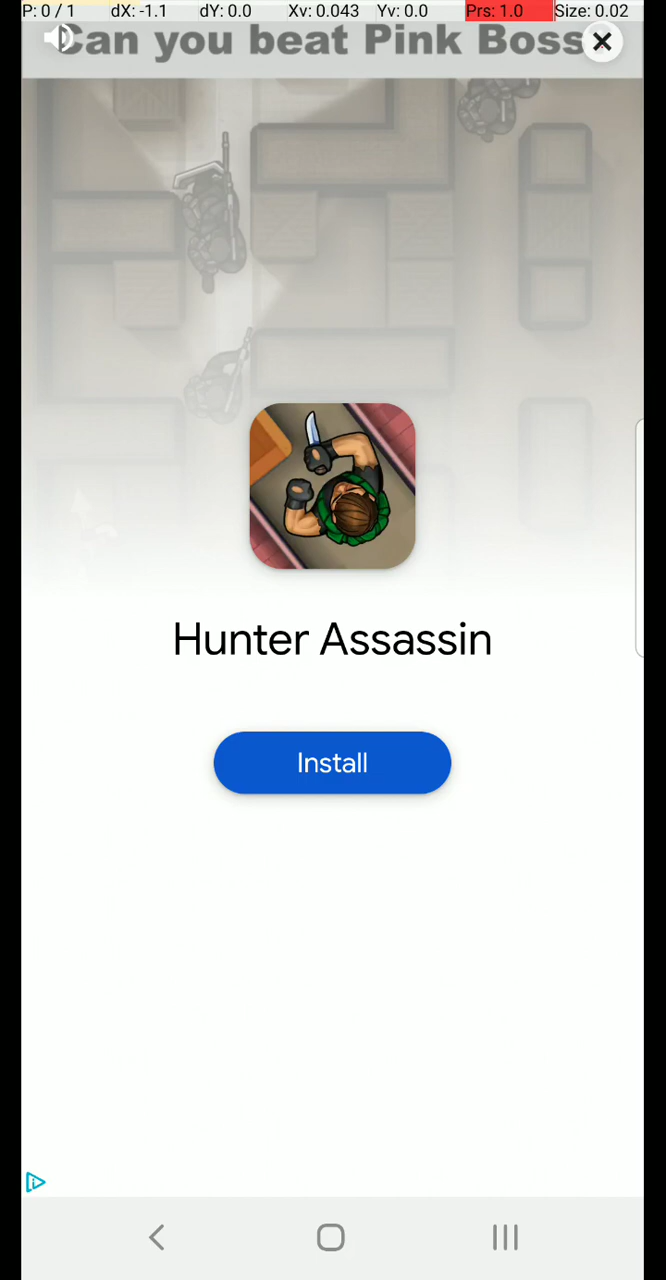 P: 0 / 1 dX: -1.1 dY: 0.0 Xv: 0.043 Yv: 0.0 Prs: 1.0 Size: 0.02
Can you beat Pink Boss
Hunter Assassin
Install